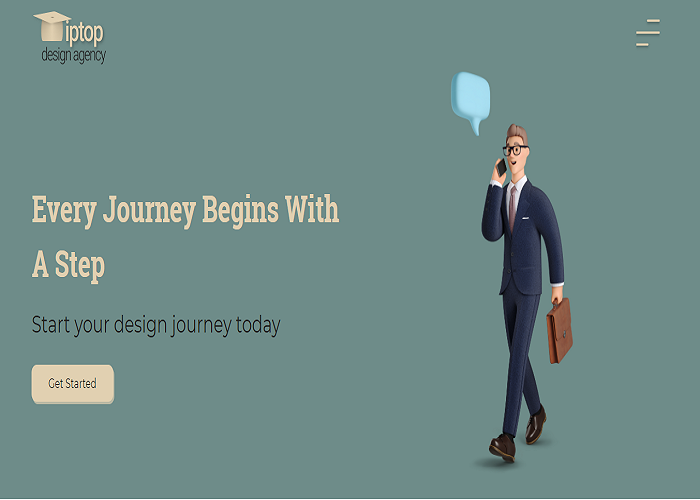 iptop
design agency
Every Journey Begins With
A Step
Start your design journey today
Get Started